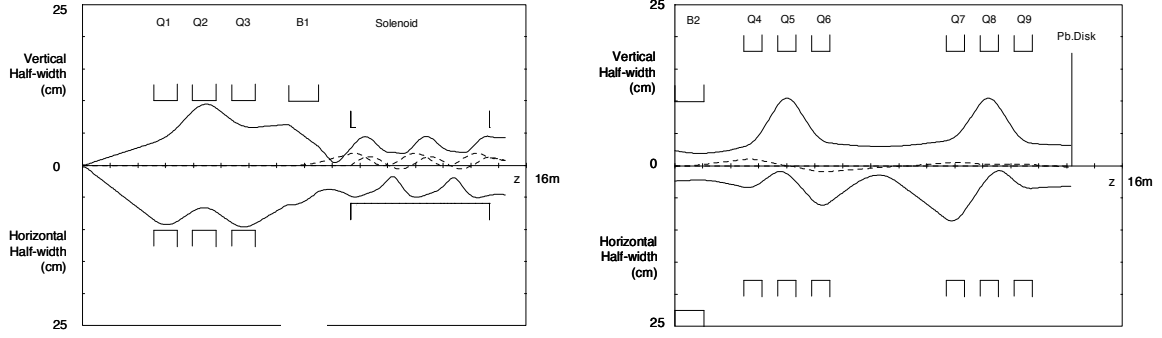 25
Q1 Q2 Q3 B1 Solenoid
Vertical
Half-width
(cm)
0
z 16m
Horizontal
Half-width
(cm)
25
25
B2 Q4 Q5 Q6 Q7 Q8 Q9
Pb.Disk
Vertical
Half-width
(cm)
0
z 16m
Horizontal
Half-width
(cm)
25